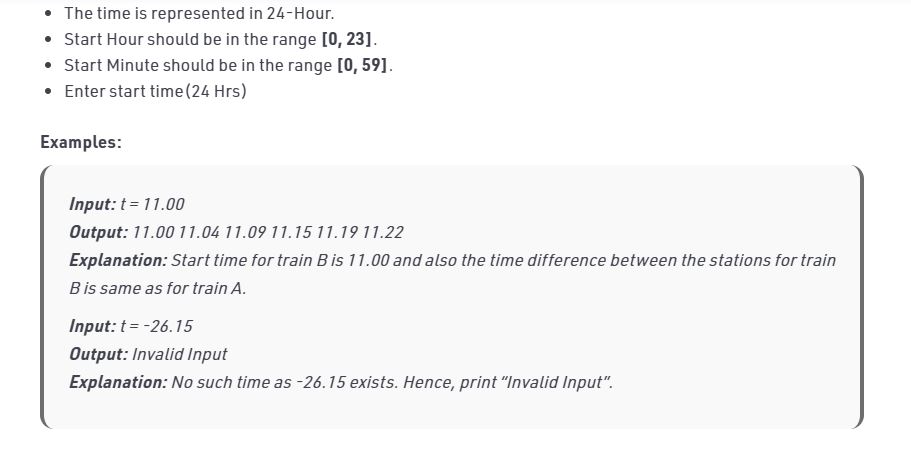 • The time is represented in 24-Hour.
• Start Hour should be in the range [0, 23].
• Start Minute should be in the range [0, 59].
• Enter start time(24 Hrs)
Examples:
Input: t = 11.00
Output: 11.00 11.04 11.09 11.15 11.19 11.22
Explanation: Start time for train B is 11.00 and also the time difference between the stations for train
B is same as for train A.
Input: t = -26.15
Output: Invalid Input
Explanation: No such time as -26.15 exists. Hence, print “Invalid Input”.